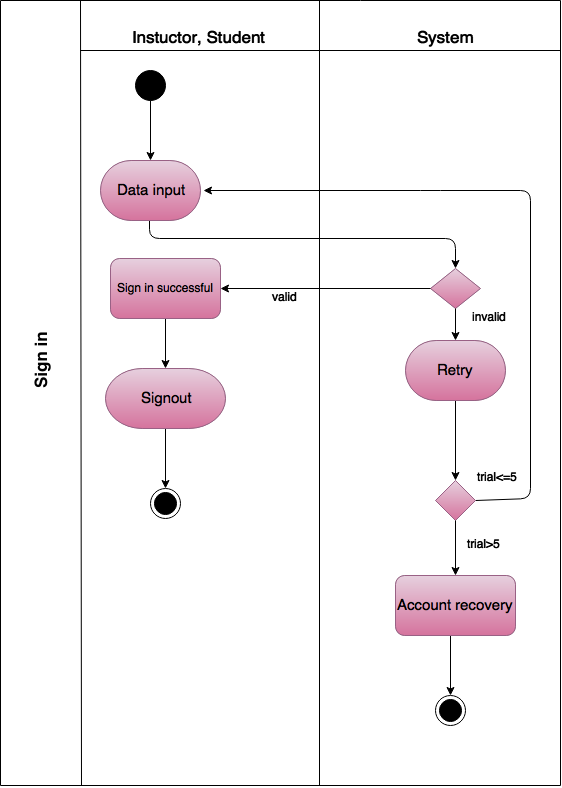 Instuctor, Student
System
Sign in
Data input
Sign in successful
valid
invalid
Retry
Signout
trial<=5
trial>5
Account recovery